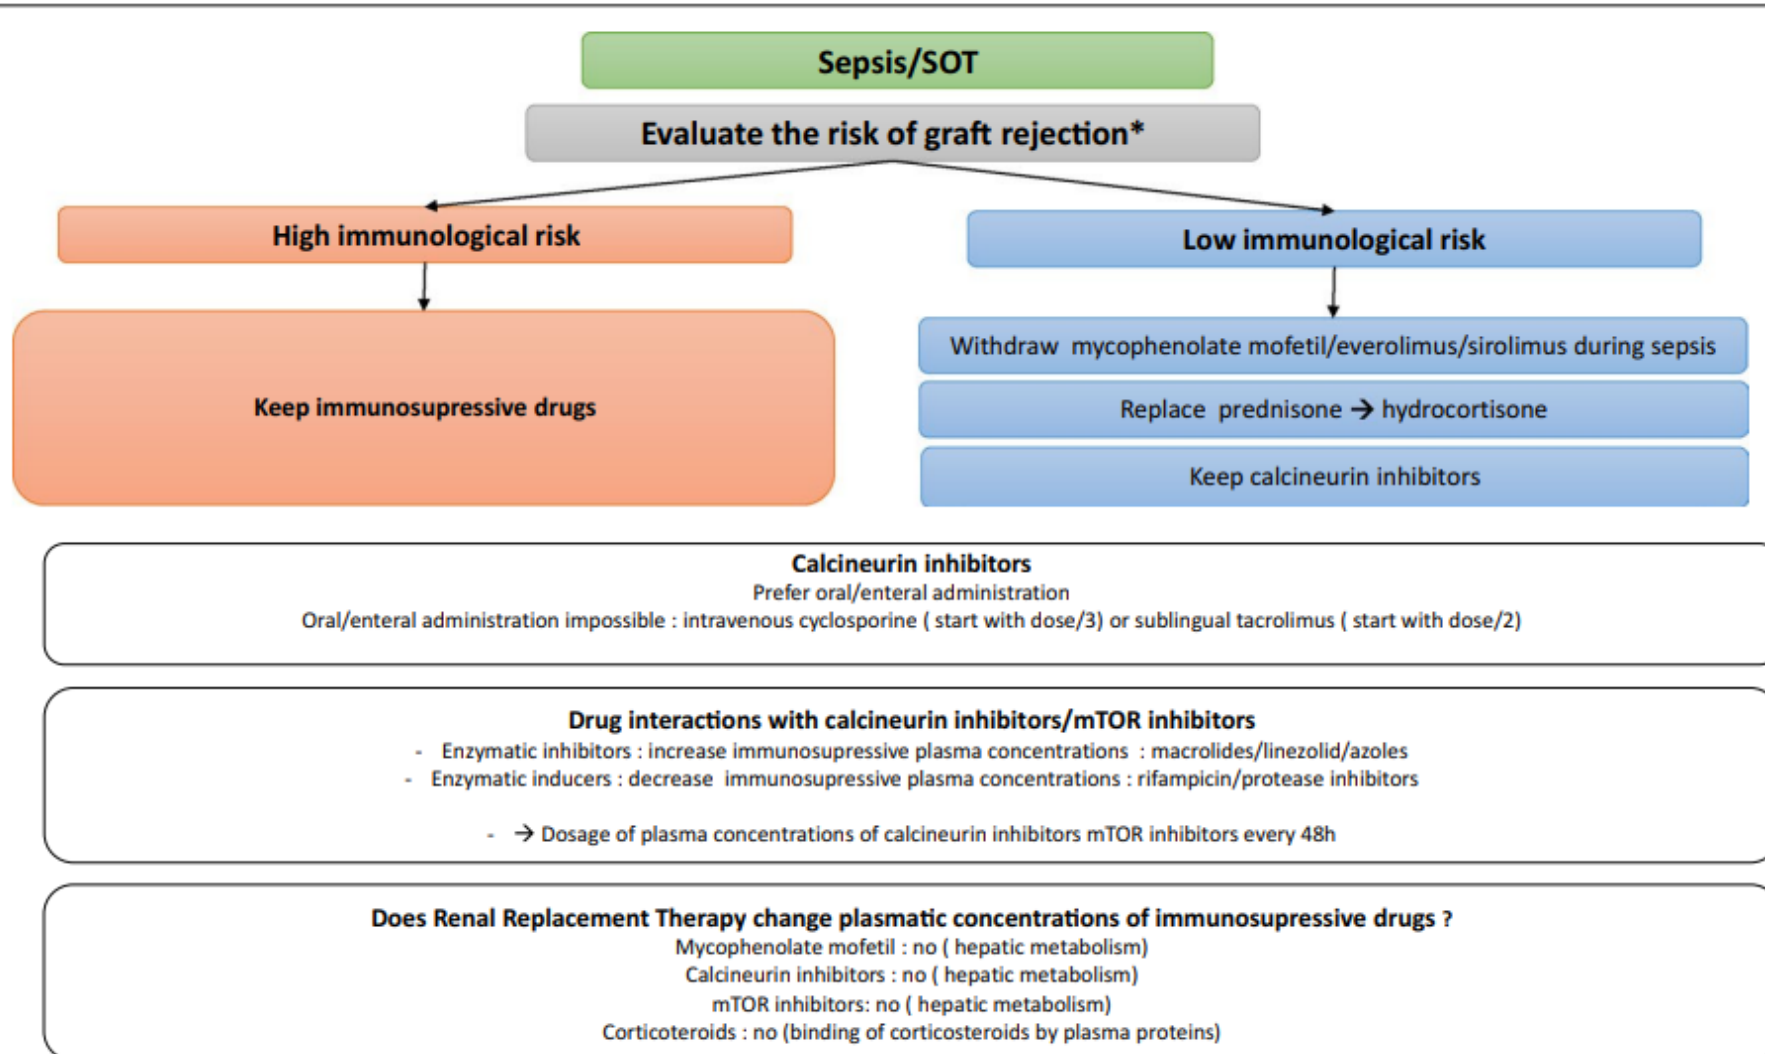 Sepsis/SOT
Evaluate the risk of graft rejection*
High immunological risk
Low immunological risk
Keep immunosupressive drugs
Withdraw mycophenolate mofetil/everolimus/sirolimus during sepsis
Replace prednisone → hydrocortisone
Keep calcineurin inhibitors
Calcineurin inhibitors
Prefer oral/enteral administration
Oral/enteral administration impossible : intravenous cyclosporine ( start with dose/3) or sublingual tacrolimus ( start with dose/2)
Drug interactions with calcineurin inhibitors/mTOR inhibitors
- Enzymatic inhibitors : increase immunosupressive plasma concentrations : macrolides/linezolid/azoles
- Enzymatic inducers : decrease immunosupressive plasma concentrations : rifampicin/protease inhibitors
- → Dosage of plasma concentrations of calcineurin inhibitors mTOR inhibitors every 48h
Does Renal Replacement Therapy change plasmatic concentrations of immunosupressive drugs ?
Mycophenolate mofetil : no ( hepatic metabolism)
Calcineurin inhibitors : no ( hepatic metabolism)
mTOR inhibitors: no ( hepatic metabolism)
Corticoteroids : no (binding of corticosteroids by plasma proteins)